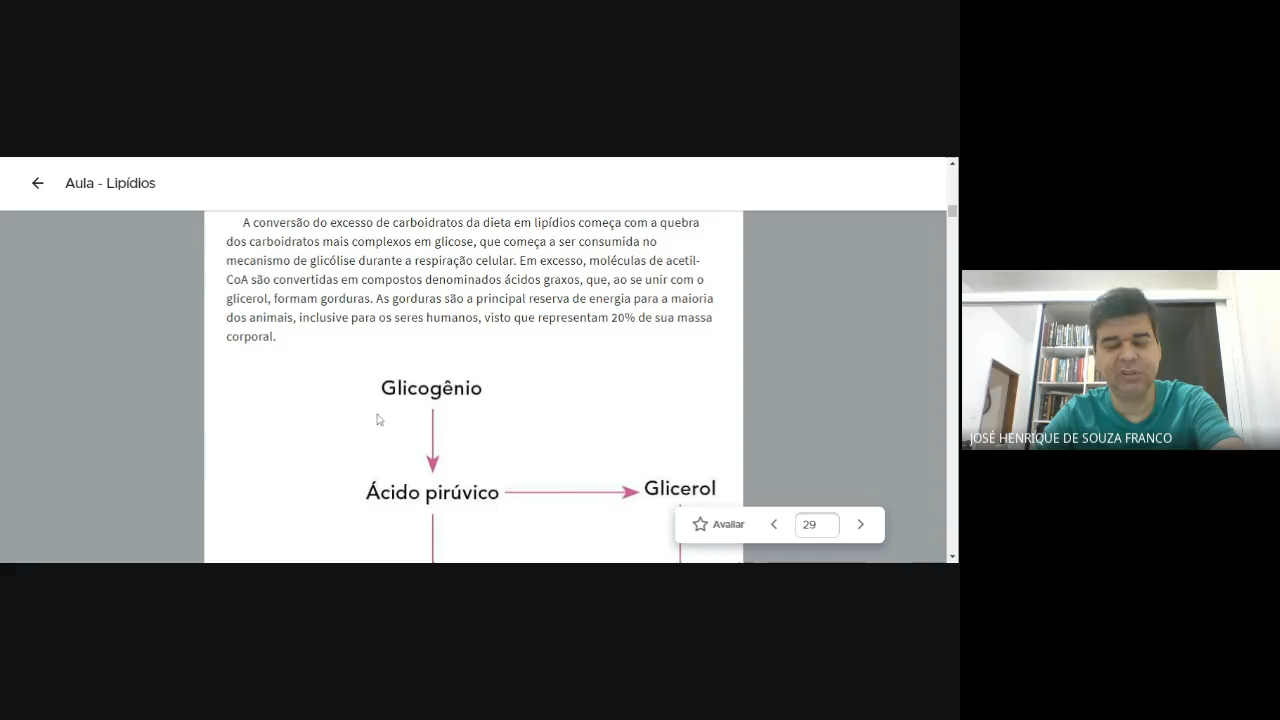 Aula - Lipídios
A conversão do excesso de carboidratos da dieta em lipídios começa com a quebra
dos carboidratos mais complexos em glicose, que começa a ser consumida no
mecanismo de glicólise durante a respiração celular. Em excesso, moléculas de acetil-
CoA são convertidas em compostos denominados ácidos graxos, que, ao se unir com o
glicerol, formam gorduras. As gorduras são a principal reserva de energia para a maioria
dos animais, inclusive para os seres humanos, visto que representam 20% de sua massa
corporal.
Glicogênio
Ácido pirúvico
Glicerol
Avaliar
29
JOSÉ HENRIQUE DE SOUZA FRANCO